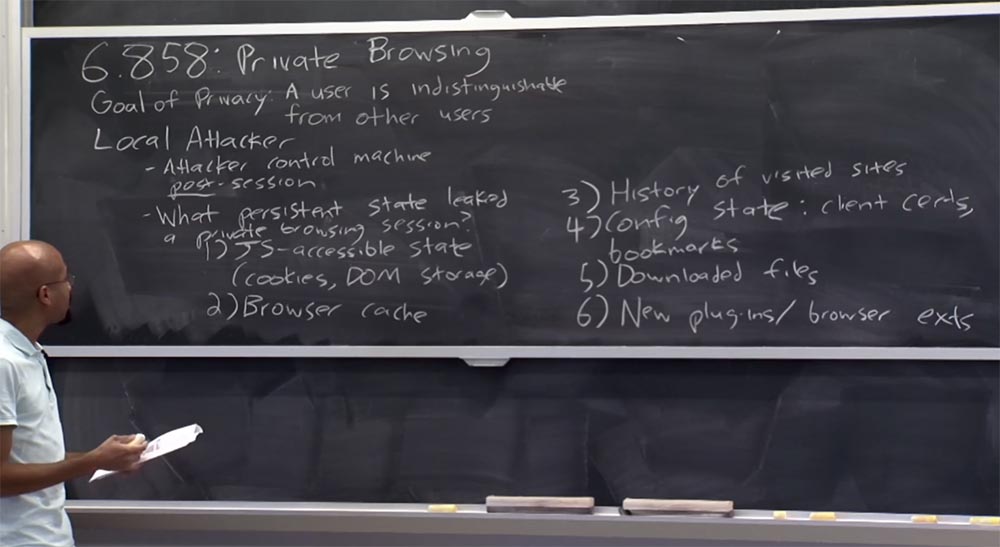 6.858: Private Browsing
Goal of Privacy: A user is indistinguishable
from other users
Local Attacker
- Attacker control machine
post-session
- What persistent state leaked
a private browsing session?
1) JS-accessible state
(cookies, DOM storage)
2) Browser cache
3) History of visited sites
4) Config state: client certs,
bookmarks
5) Downloaded files
6) New plugins/browser exts